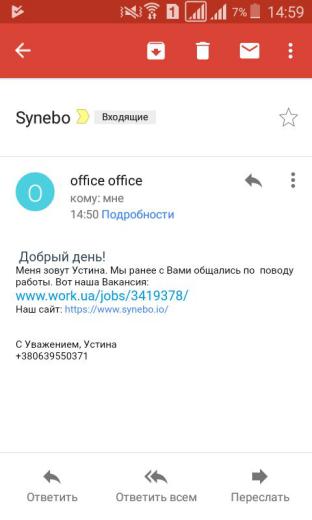 1 7% 14:59
Synebo Входящие
O
office office
кому: мне
14:50 Подробности
Добрый день!
Меня зовут Устина. Мы ранее с Вами общались по поводу
работы. Вот наша Вакансия:
www.work.ua/jobs/3419378/
Наш сайт: https://www.synebo.io/
С Уважением, Устина
+380639550371
Ответить Ответить всем Переслать